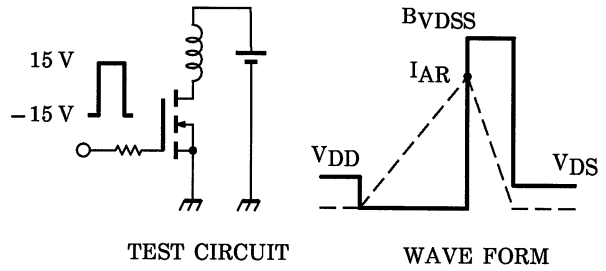 15 V
−15 V
TEST CIRCUIT
BVDSS
IAR
VDD
VDS
WAVE FORM